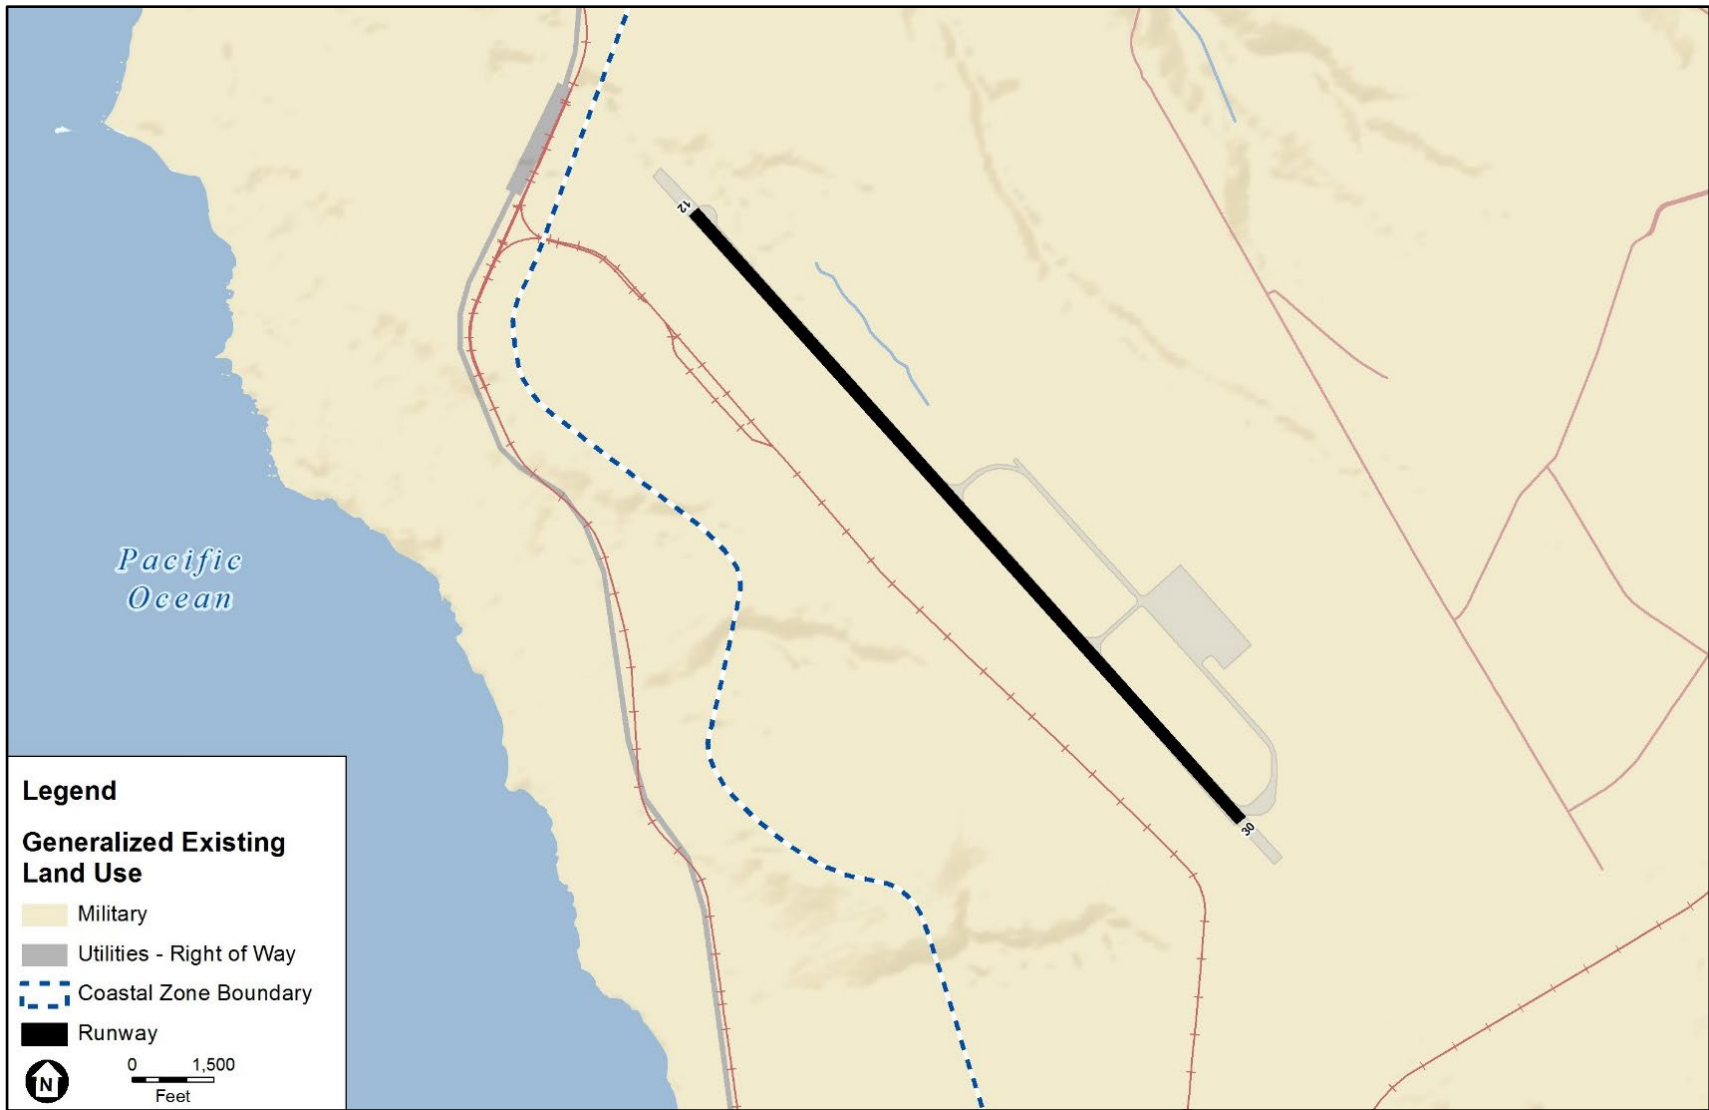 12
30
Pacific
Ocean
Legend
Generalized Existing
Land Use
Military
Utilities - Right of Way
Coastal Zone Boundary
Runway
N
0 1,500
Feet